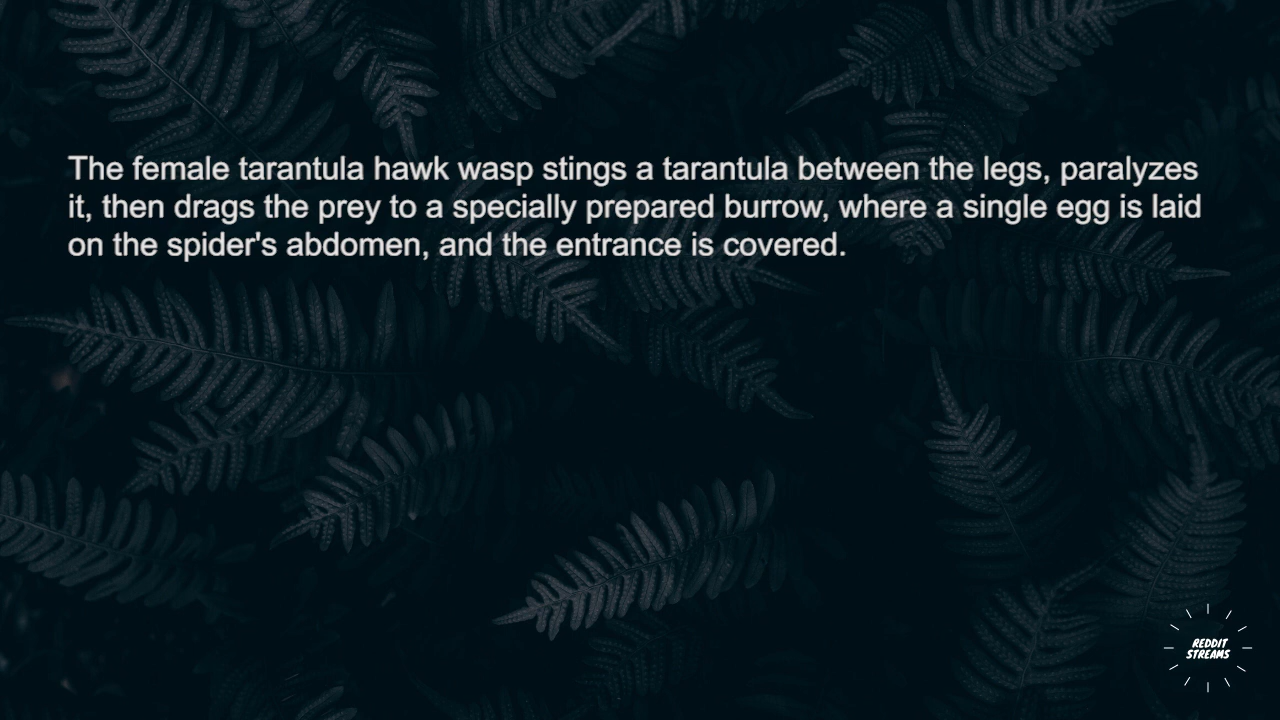 The female tarantula hawk wasp stings a tarantula between the legs, paralyzes
it, then drags the prey to a specially prepared burrow, where a single egg is laid
on the spider's abdomen, and the entrance is covered.
REDDIT
STREAMS